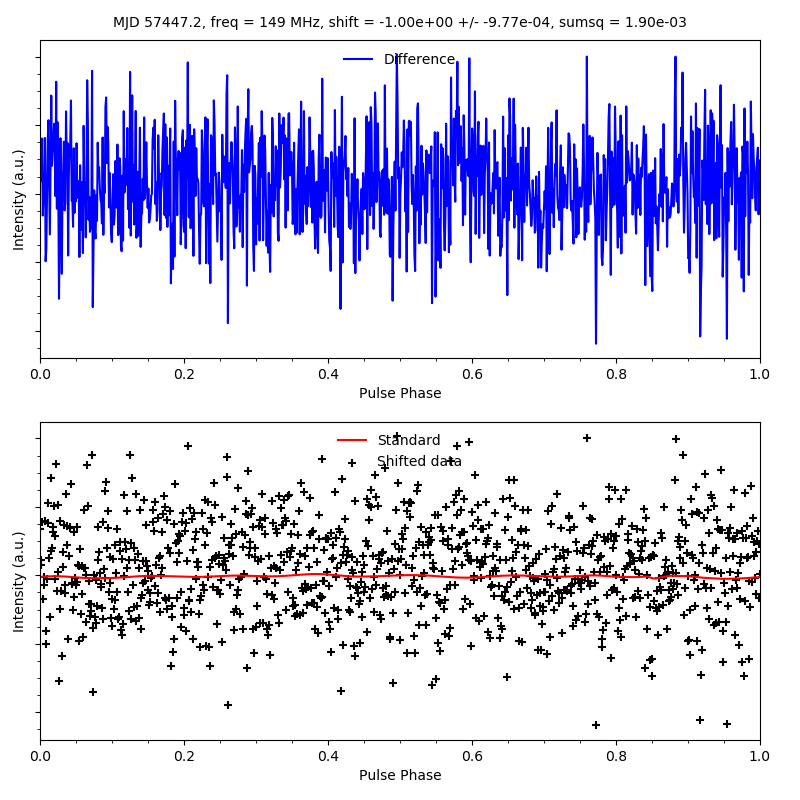 MJD 57447.2, freq = 149 MHz, shift = -1.00e+00 +/- -9.77e-04, sumsq = 1.90e-03
Difference
Intensity (a.u.)
0.0 0.2 0.4 0.6 0.8 1.0
Pulse Phase
Standard
Shifted data
Intensity (a.u.)
0.0 0.2 0.4 0.6 0.8 1.0
Pulse Phase